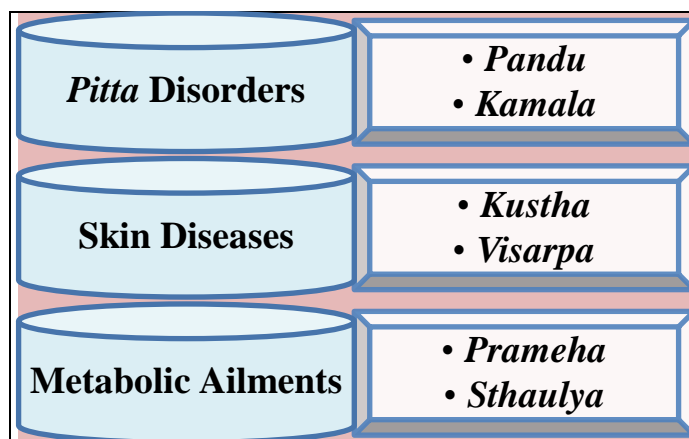 Pitta Disorders
• Pandu
• Kamala
Skin Diseases
• Kustha
• Visarpa
Metabolic Ailments
• Prameha
• Sthaulya